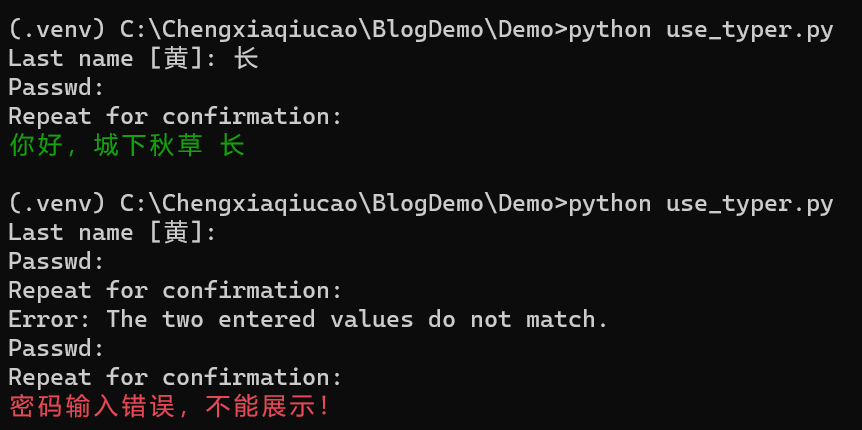 (.venv) C:\Chengxiaqiucao\BlogDemo\Demo>python use_typer.py
Last name [黄]: 长
Passwd:
Repeat for confirmation:
你好，城下秋草 长
(.venv) C:\Chengxiaqiucao\BlogDemo\Demo>python use_typer.py
Last name [黄]:
Passwd:
Repeat for confirmation:
Error: The two entered values do not match.
Passwd:
Repeat for confirmation:
密码输入错误，不能展示！